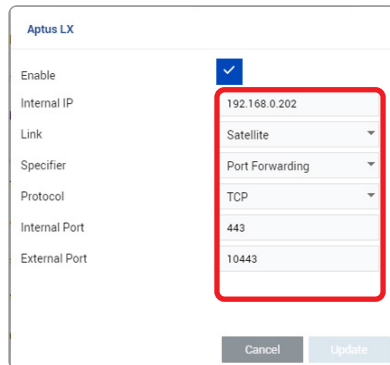 Aptus LX
Enable
Internal IP 192.168.0.202
Link Satellite
Specifier Port Forwarding
Protocol TCP
Internal Port 443
External Port 10443
Cancel Update